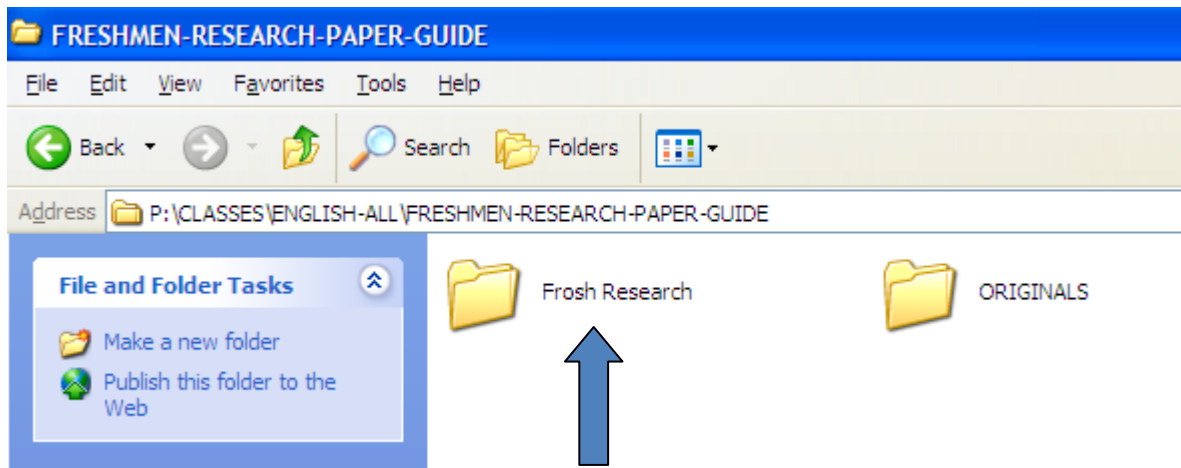 FRESHMEN-RESEARCH-PAPER-GUIDE
File Edit View Favorites Tools Help
Back Search Folders
Address P:\CLASSES\ENGLISH-ALL\FRESHMEN-RESEARCH-PAPER-GUIDE
File and Folder Tasks
Make a new folder
Publish this folder to the
Web
Frosh Research ORIGINALS